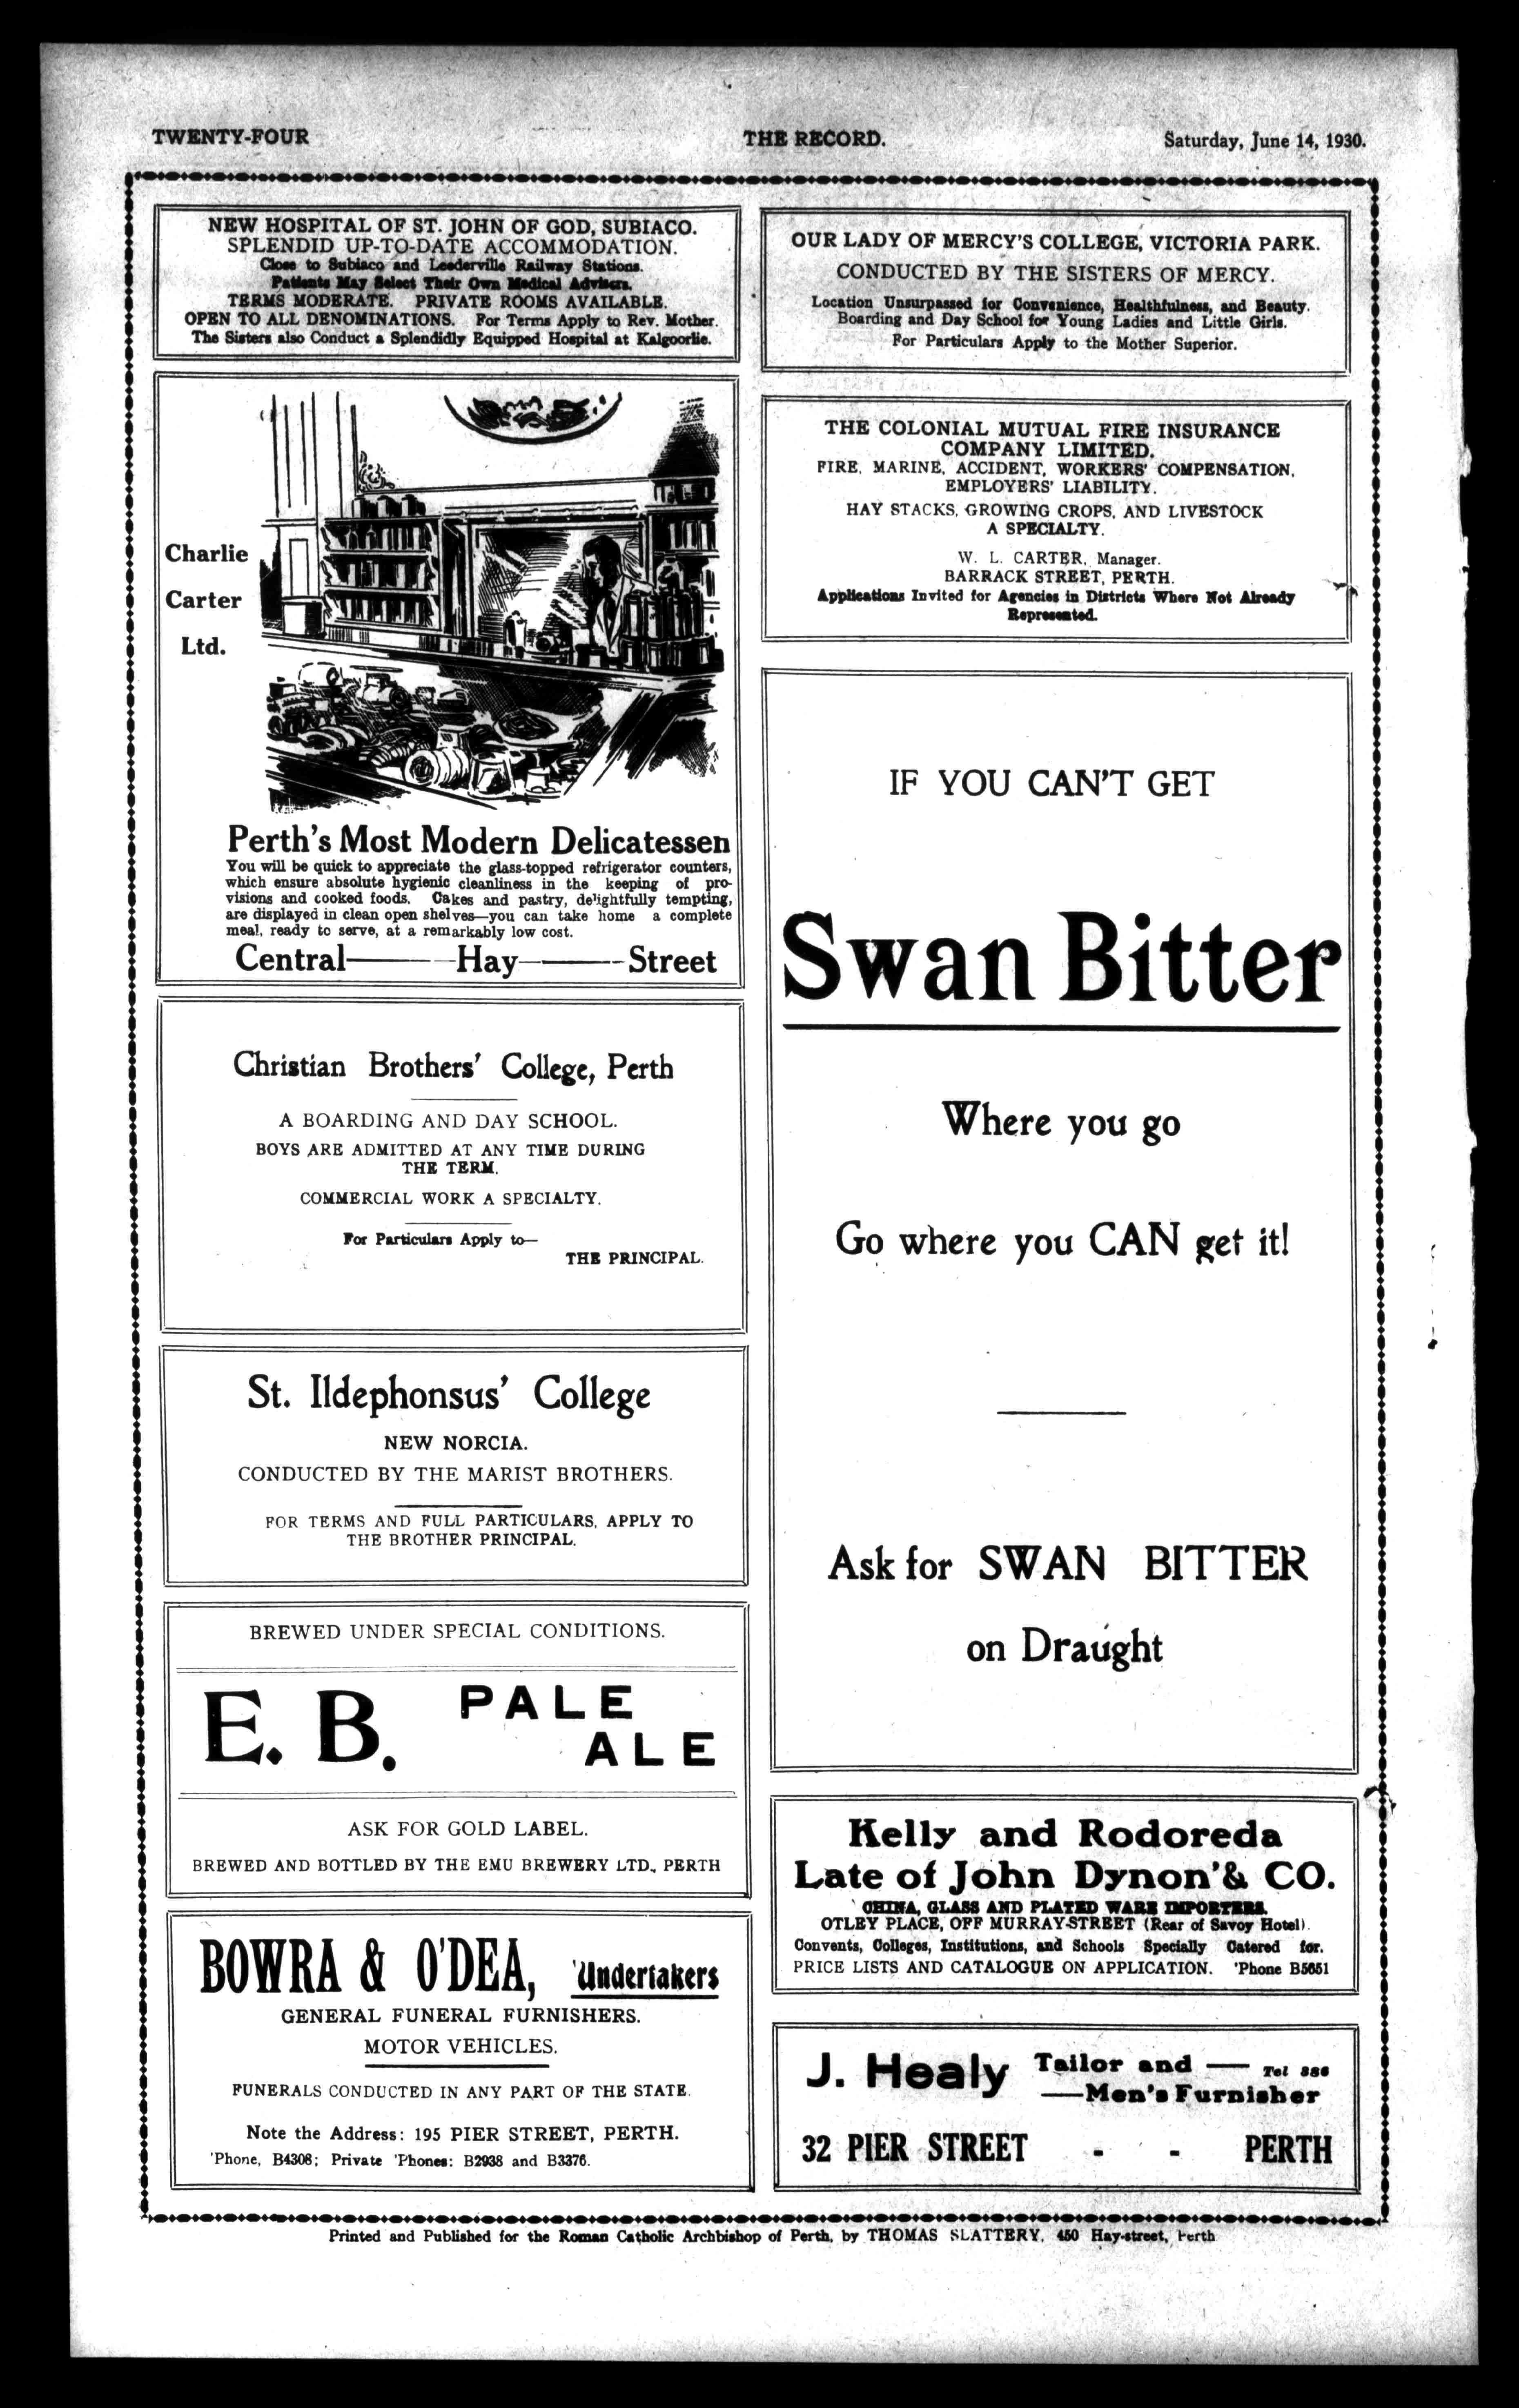 TWENTY-FOUR
THE RECORD.
Saturday, June 14, 1930.
NEW HOSPITAL OF ST. JOHN OF GOD, SUBIACO.
SPLENDID UP-TO-DATE ACCOMMODATION.
Close to Subiaco and Leederville Railway Stations.
Patients May Select Their Own Medical Advisers.
TERMS MODERATE. PRIVATE ROOMS AVAILABLE.
OPEN TO ALL DENOMINATIONS. For Terms Apply to Rev. Mother.
The Sisters also Conduct a Splendidly Equipped Hospital at Kalgoorlie.
Charlie
Carter
Ltd.
Perth's Most Modern Delicatessen
You will be quick to appreciate the glass-topped refrigerator counters,
which ensure absolute hygienic cleanliness in the keeping of pro-
visions and cooked foods. Cakes and pastry, delightfully tempting,
are displayed in clean open shelves—you can take home a complete
meal, ready to serve, at a remarkably low cost.
Central——Hay——Street
Christian Brothers' College, Perth
A BOARDING AND DAY SCHOOL.
BOYS ARE ADMITTED AT ANY TIME DURING
THE TERM.
COMMERCIAL WORK A SPECIALTY.
For Particulars Apply to—
THE PRINCIPAL.
St. Ildephonsus' College
NEW NORCIA.
CONDUCTED BY THE MARIST BROTHERS.
FOR TERMS AND FULL PARTICULARS, APPLY TO
THE BROTHER PRINCIPAL.
BREWED UNDER SPECIAL CONDITIONS.
E. B. PALE
ALE
ASK FOR GOLD LABEL.
BREWED AND BOTTLED BY THE EMU BREWERY LTD., PERTH
BOWRA & O'DEA, Undertakers
GENERAL FUNERAL FURNISHERS.
MOTOR VEHICLES.
FUNERALS CONDUCTED IN ANY PART OF THE STATE.
Note the Address: 195 PIER STREET, PERTH.
'Phone, B4308; Private 'Phones: B2938 and B3376.
OUR LADY OF MERCY'S COLLEGE, VICTORIA PARK.
CONDUCTED BY THE SISTERS OF MERCY.
Location Unsurpassed for Convenience, Healthfulness, and Beauty.
Boarding and Day School for Young Ladies and Little Girls.
For Particulars Apply to the Mother Superior.
THE COLONIAL MUTUAL FIRE INSURANCE
COMPANY LIMITED.
FIRE, MARINE, ACCIDENT, WORKERS' COMPENSATION,
EMPLOYERS' LIABILITY.
HAY STACKS, GROWING CROPS, AND LIVESTOCK
A SPECIALTY.
W. L. CARTER, Manager.
BARRACK STREET, PERTH.
Applications Invited for Agencies in Districts Where Not Already
Represented.
IF YOU CAN'T GET
Swan Bitter
Where you go
Go where you CAN get it!
Ask for SWAN BITTER
on Draught
Kelly and Rodoreda
Late of John Dynon'& CO.
CHINA, GLASS AND PLATED WARE IMPORTERS.
OTLEY PLACE, OFF MURRAY-STREET (Rear of Savoy Hotel).
Convents, Colleges, Institutions, and Schools Specially Catered for.
PRICE LISTS AND CATALOGUE ON APPLICATION. 'Phone B5651
J. Healy Tailor and — Tel 886
—Men's Furnisher
32 PIER STREET - - PERTH
Printed and Published for the Roman Catholic Archbishop of Perth, by THOMAS SLATTERY, 450 Hay-street, Perth